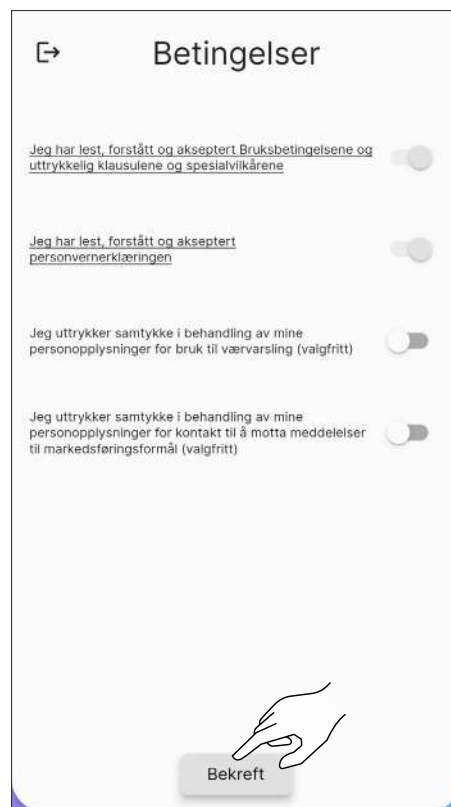 Betingelser
Jeg har lest, forstått og akseptert Bruksbetingelsene og
uttrykkelig klausulene og spesialvilkårene
Jeg har lest, forstått og akseptert
personvernerklæringen
Jeg uttrykker samtykke i behandling av mine
personopplysninger for bruk til værvarsling (valgfritt)
Jeg uttrykker samtykke i behandling av mine
personopplysninger for kontakt til å motta meddelelser
til markedsføringsformål (valgfritt)
Bekreft